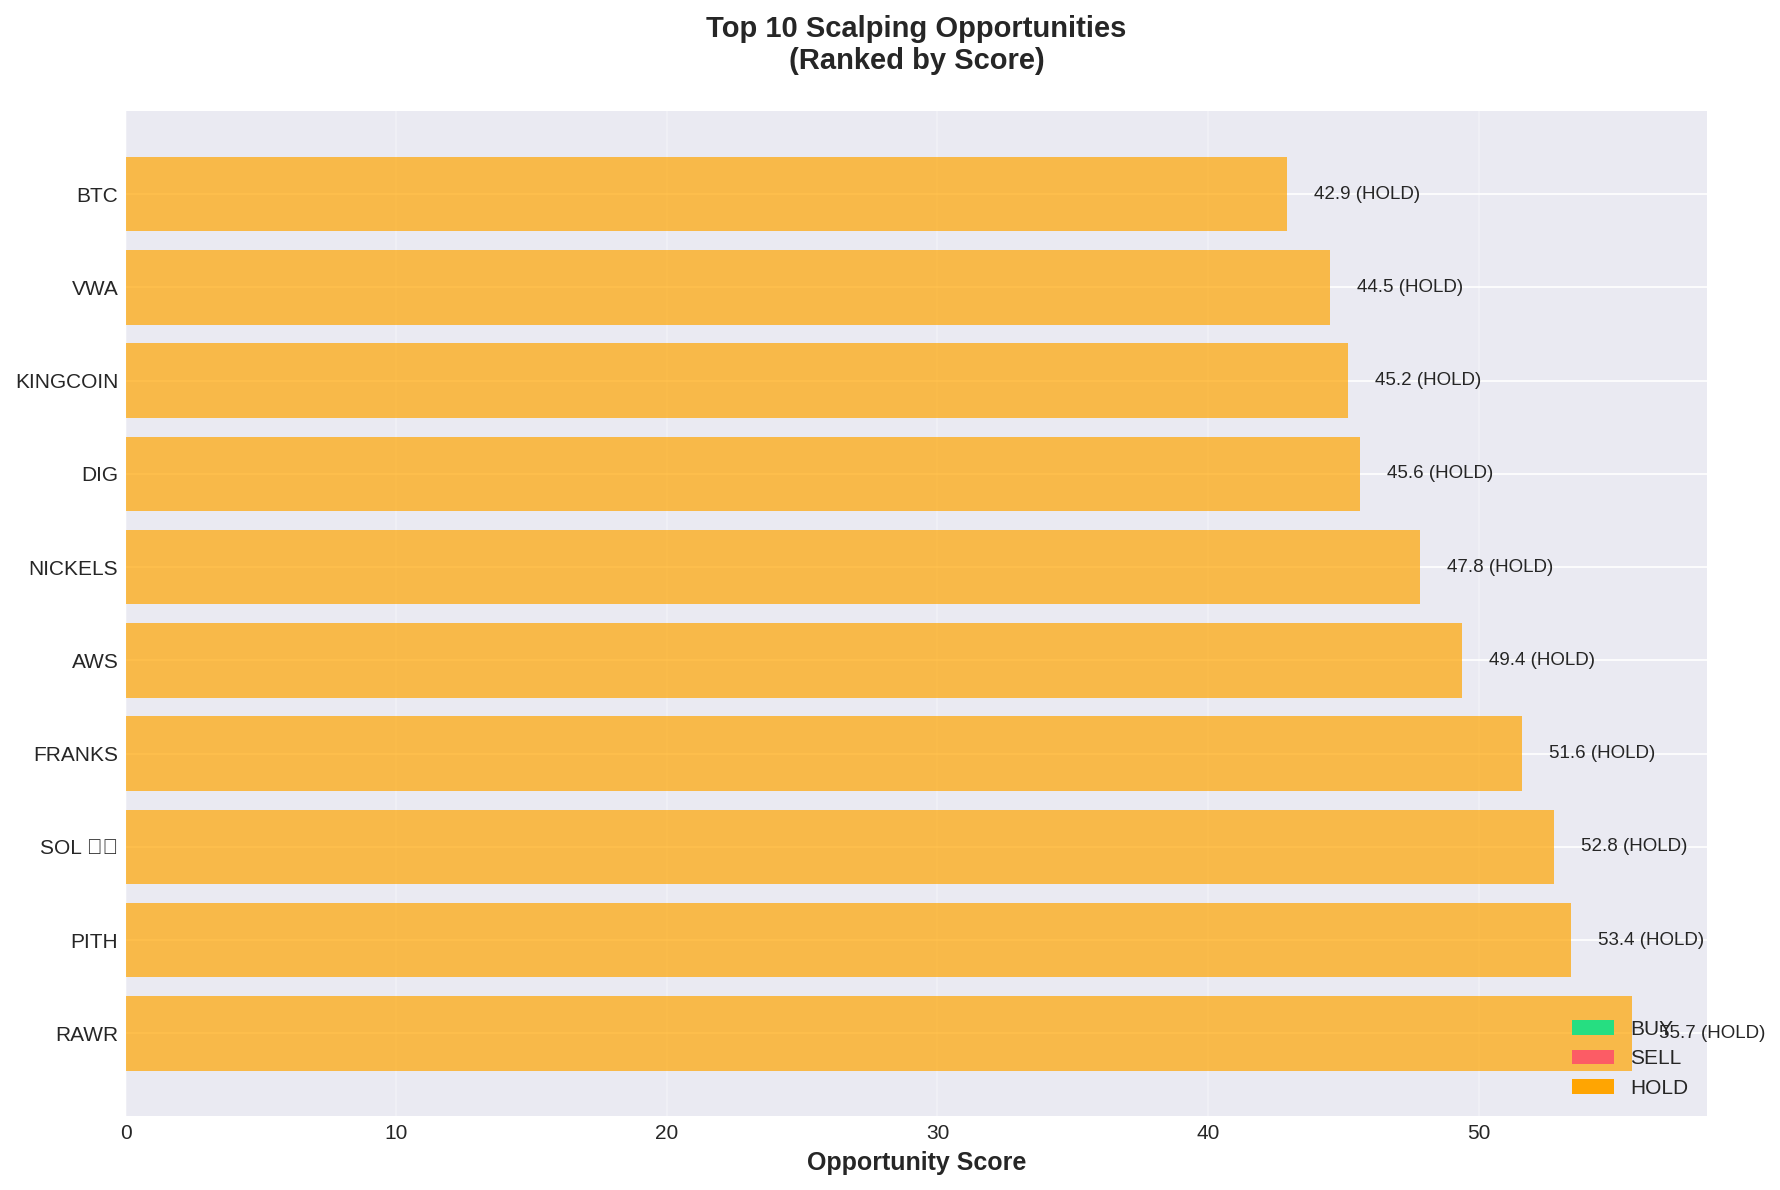 Top 10 Scalping Opportunities
(Ranked by Score)
BTC
42.9 (HOLD)
VWA
44.5 (HOLD)
KINGCOIN
45.2 (HOLD)
DIG
45.6 (HOLD)
NICKELS
47.8 (HOLD)
AWS
49.4 (HOLD)
FRANKS
51.6 (HOLD)
SOL
52.8 (HOLD)
PITH
53.4 (HOLD)
RAWR
55.7 (HOLD)
BUY
SELL
HOLD
0 10 20 30 40 50
Opportunity Score